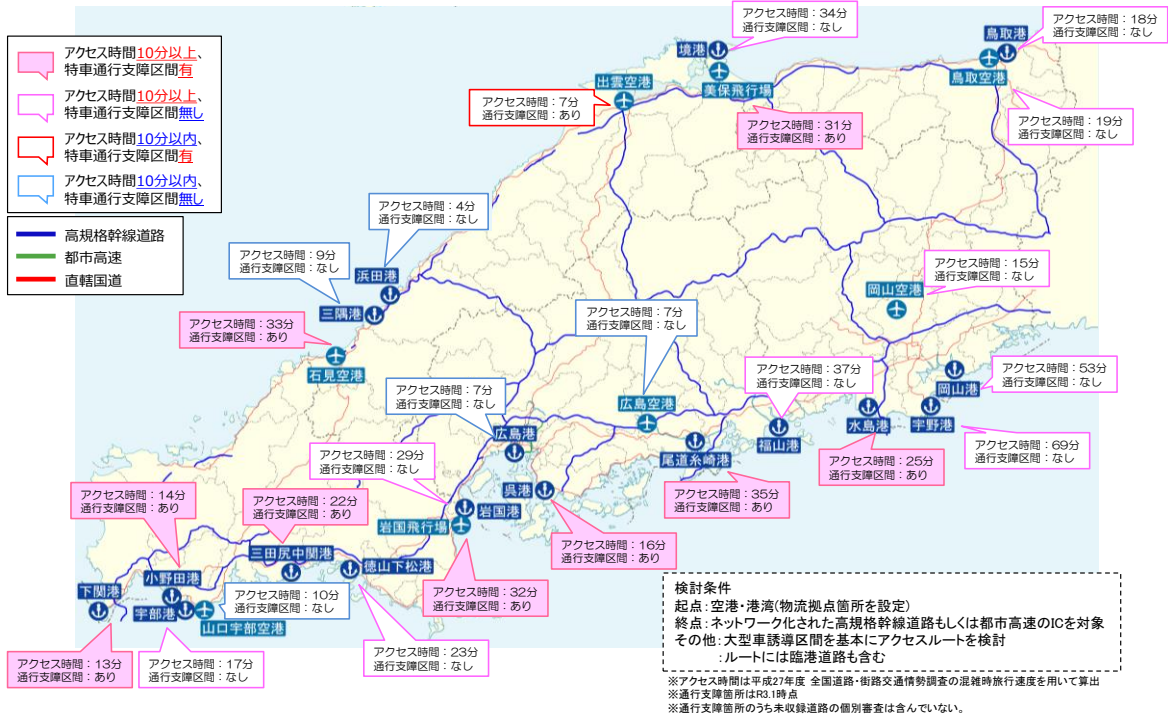 アクセス時間10分以上、
特車通行支障区間有
アクセス時間10分以上、
特車通行支障区間無し
アクセス時間10分以内、
特車通行支障区間有
アクセス時間10分以内、
特車通行支障区間無し
高規格幹線道路
都市高速
直轄国道
アクセス時間：34分
通行支障区間：なし
境港
美保飛行場
アクセス時間：18分
通行支障区間：なし
鳥取港
鳥取空港
アクセス時間：19分
通行支障区間：なし
出雲空港
アクセス時間：7分
通行支障区間：あり
アクセス時間：31分
通行支障区間：あり
アクセス時間：4分
通行支障区間：なし
浜田港
アクセス時間：9分
通行支障区間：なし
三隅港
アクセス時間：33分
通行支障区間：あり
石見空港
アクセス時間：15分
通行支障区間：なし
岡山空港
アクセス時間：7分
通行支障区間：なし
広島空港
アクセス時間：7分
通行支障区間：なし
広島港
アクセス時間：37分
通行支障区間：なし
福山港
アクセス時間：53分
通行支障区間：なし
岡山港
水島港
宇野港
アクセス時間：69分
通行支障区間：なし
アクセス時間：25分
通行支障区間：あり
尾道糸崎港
アクセス時間：35分
通行支障区間：あり
アクセス時間：29分
通行支障区間：なし
呉港
岩国港
岩国飛行場
アクセス時間：16分
通行支障区間：あり
アクセス時間：32分
通行支障区間：あり
アクセス時間：14分
通行支障区間：あり
アクセス時間：22分
通行支障区間：あり
三田尻中関港
徳山下松港
小野田港
下関港
宇部港
山口宇部空港
アクセス時間：10分
通行支障区間：なし
アクセス時間：23分
通行支障区間：なし
アクセス時間：13分
通行支障区間：あり
アクセス時間：17分
通行支障区間：なし
検討条件
起点：空港・港湾（物流拠点箇所を設定）
終点：ネットワーク化された高規格幹線道路もしくは都市高速のICを対象
その他：大型車誘導区間を基本にアクセスルートを検討
：ルートには臨港道路も含む
※アクセス時間は平成27年度 全国道路・街路交通情勢調査の混雑時旅行速度を用いて算出
※通行支障箇所はR3.1時点
※通行支障箇所のうち未収録道路の個別審査は含んでいない。